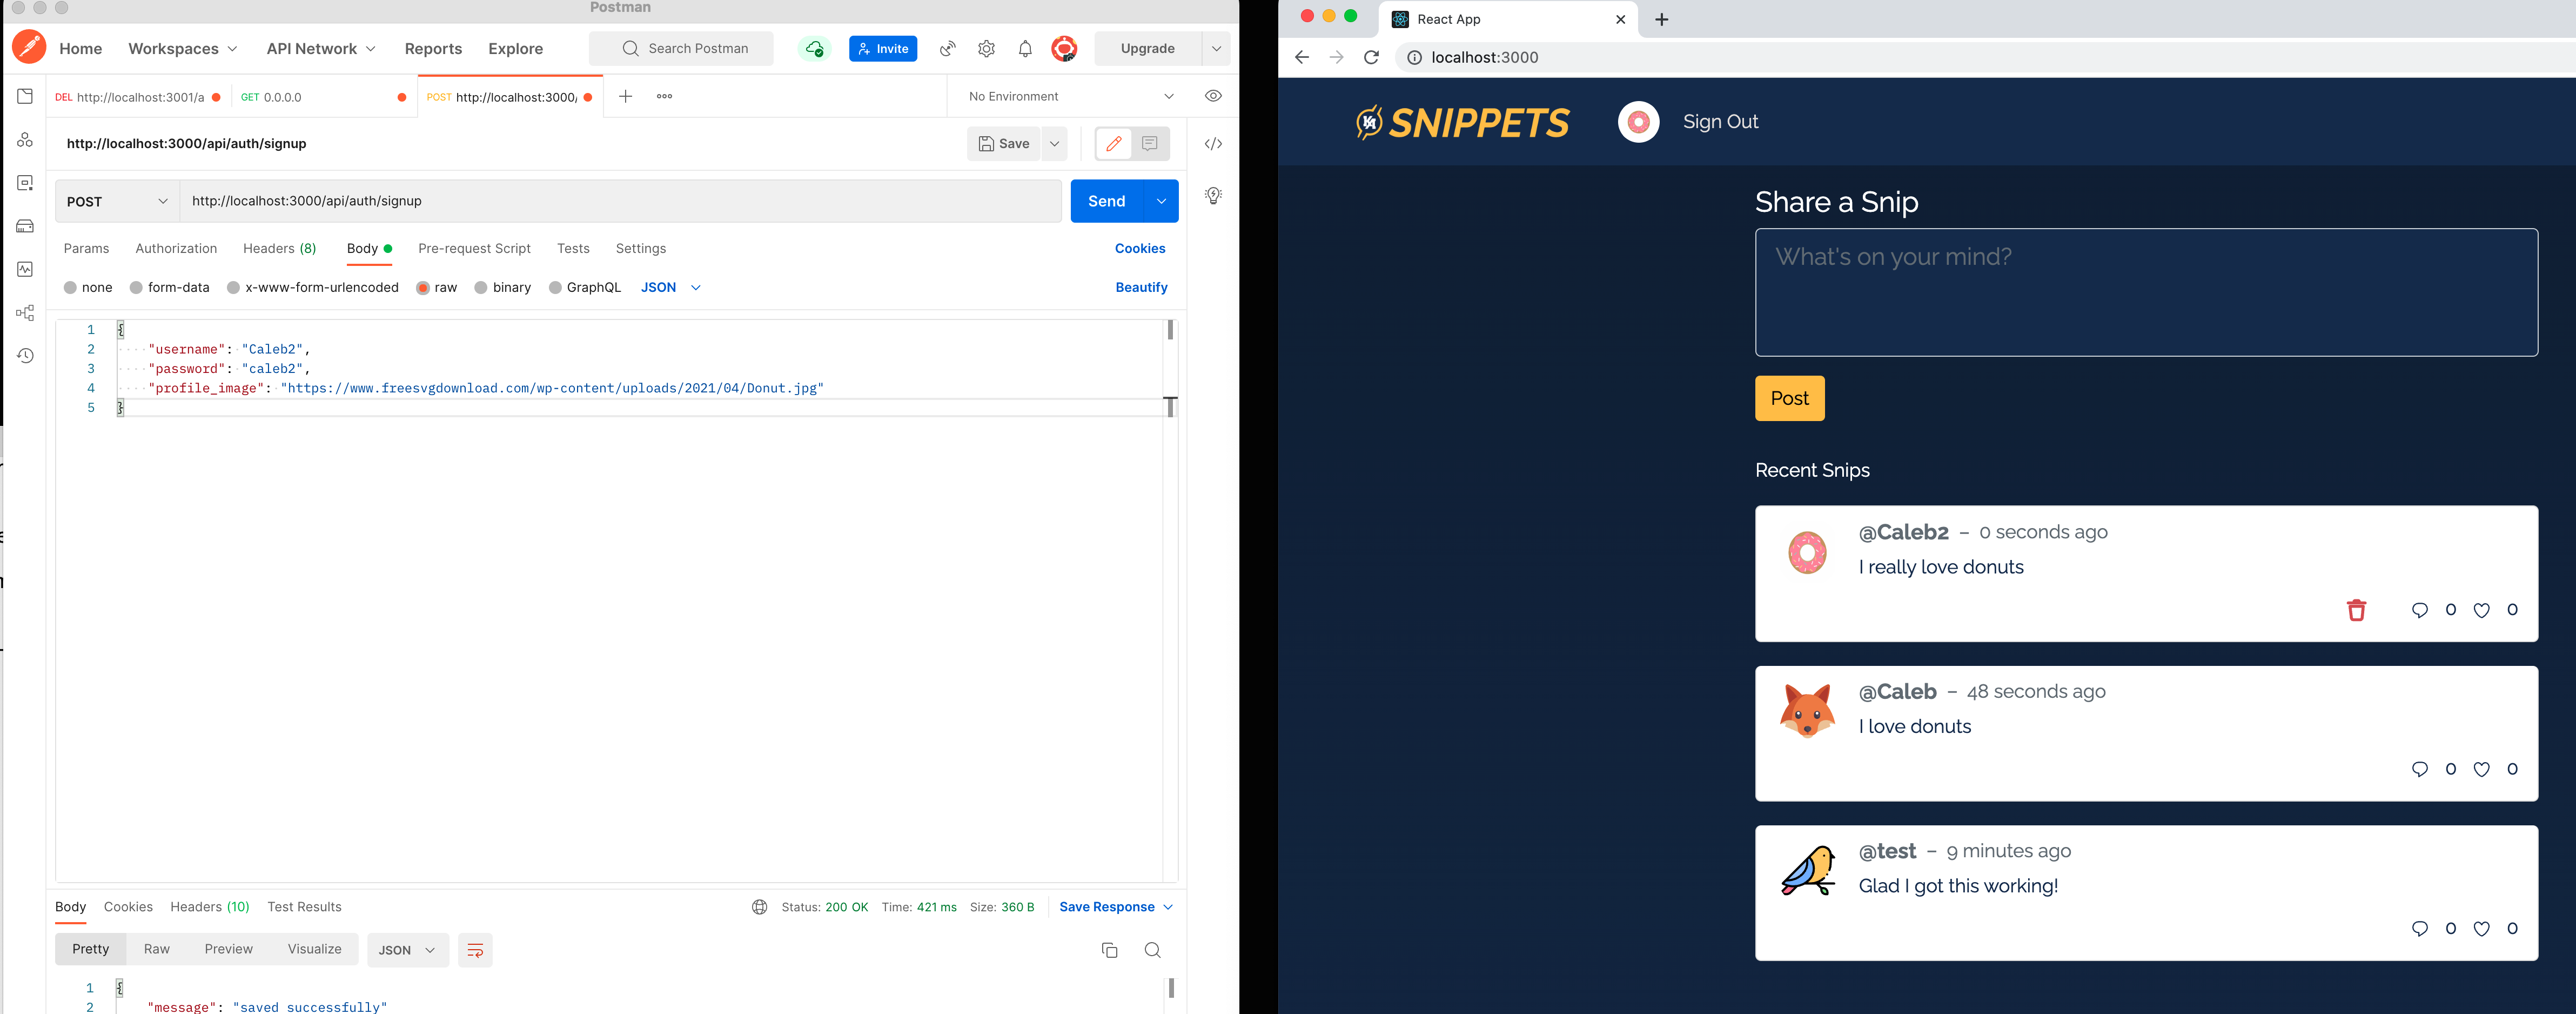 Postman
Home Workspaces API Network Reports Explore Search Postman Invite Upgrade
DEL http://localhost:3001/a GET 0.0.0.0 POST http://localhost:3000/ No Environment
http://localhost:3000/api/auth/signup Save
POST http://localhost:3000/api/auth/signup Send
Params Authorization Headers (8) Body Pre-request Script Tests Settings Cookies
none form-data x-www-form-urlencoded raw binary GraphQL JSON Beautify
1 {
2 "username": "Caleb2",
3 "password": "caleb2",
4 "profile_image": "https://www.freesvgdownload.com/wp-content/uploads/2021/04/Donut.jpg"
5 }
Body Cookies Headers (10) Test Results Status: 200 OK Time: 421 ms Size: 360 B Save Response
Pretty Raw Preview Visualize JSON
1 {
2 "message": "saved successfully"
React App
localhost:3000
SNIPPETS Sign Out
Share a Snip
What's on your mind?
Post
Recent Snips
@Caleb2 – 0 seconds ago
I really love donuts
0 0
@Caleb – 48 seconds ago
I love donuts
0 0
@test – 9 minutes ago
Glad I got this working!
0 0